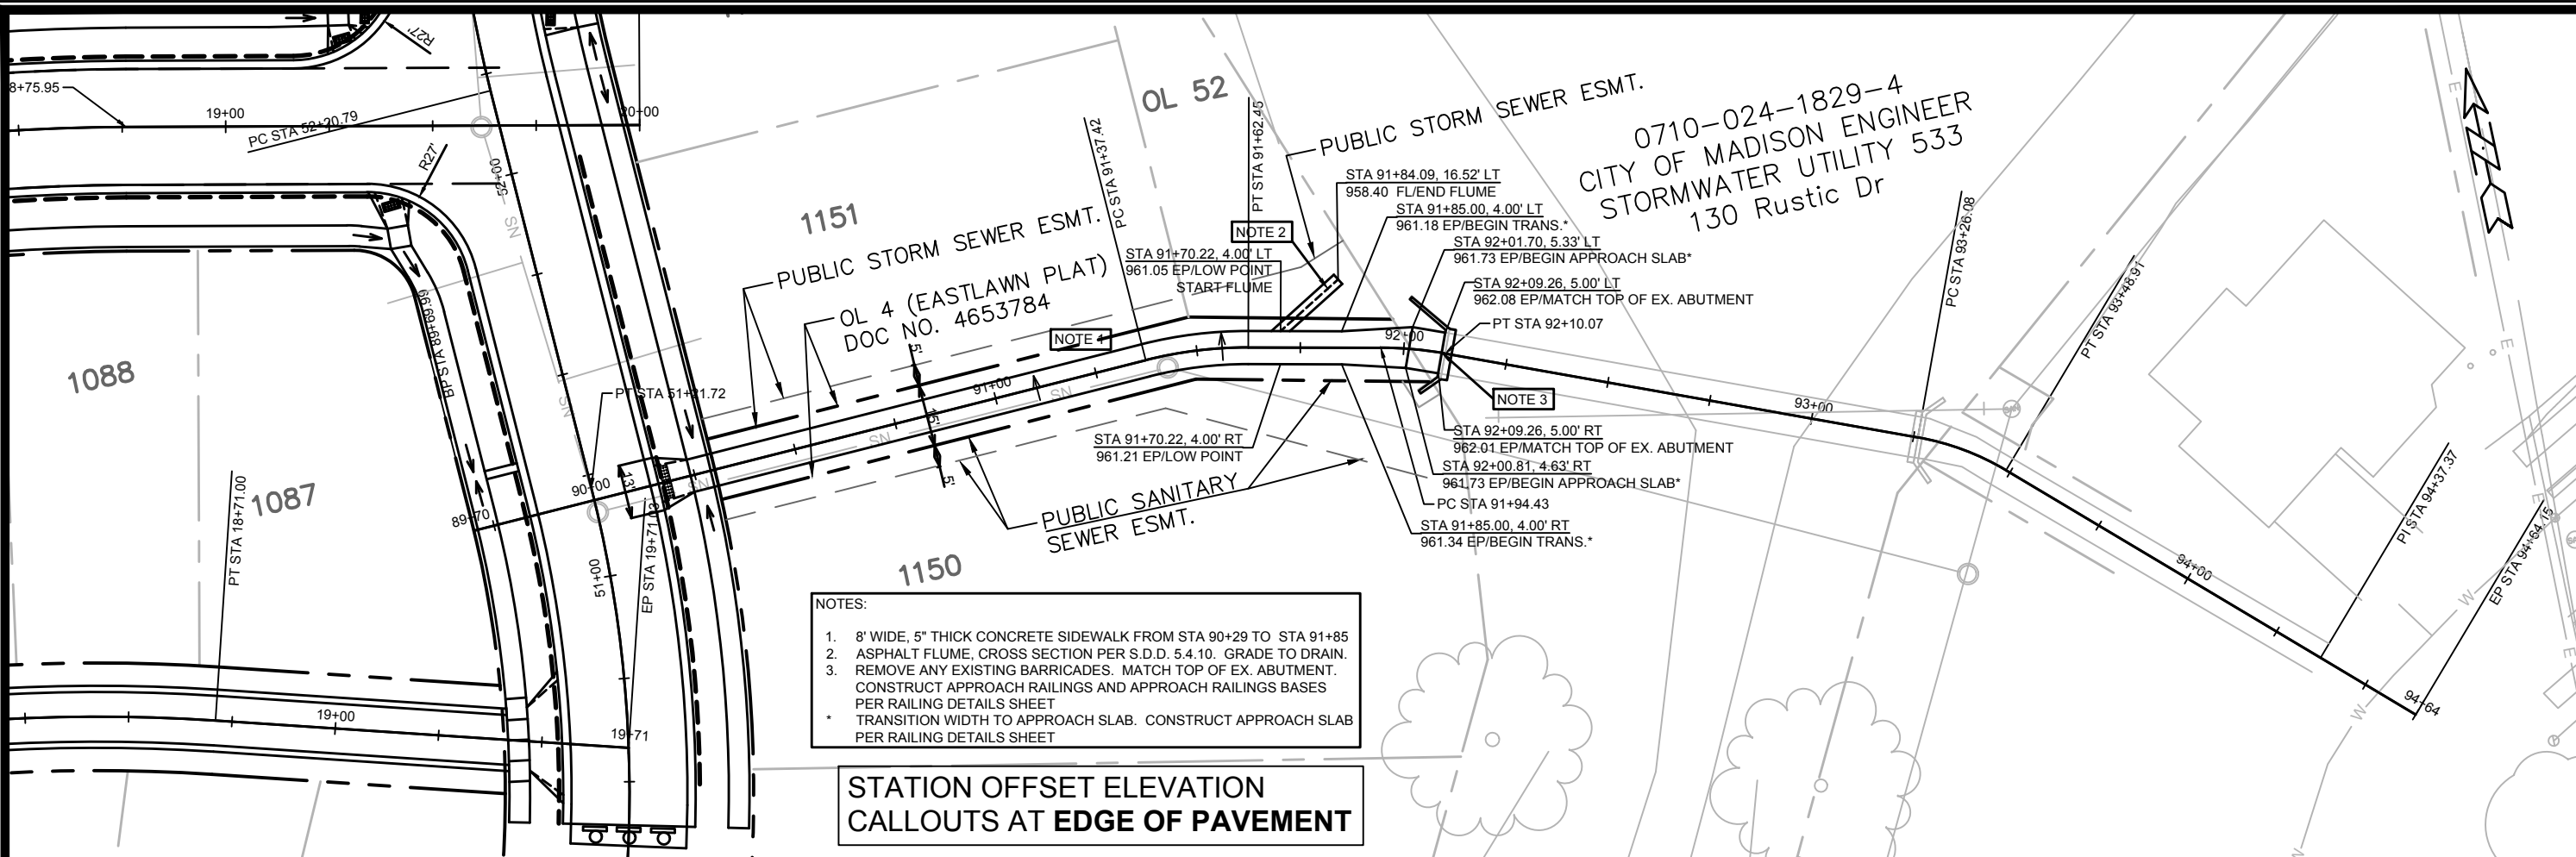 R27'
8+75.95
19+00
PC STA 52+20.79
20+00
R27'
52+00
SN
1088
1087
BP STA 89+69.99
PT STA 18+71.00
89+70
90+00
PT STA 51+21.72
13'
EP STA 19+71.03
51+00
19+00
19+71
1151
PUBLIC STORM SEWER ESMT.
OL 4 (EASTLAWN PLAT)
DOC NO. 4653784
NOTE 1
5'
15'
5'
91+00
SN
SN
SN
SN
PUBLIC SANITARY
SEWER ESMT.
1150
OL 52
PC STA 91+37.42
PT STA 91+62.45
PUBLIC STORM SEWER ESMT.
NOTE 2
STA 91+70.22, 4.00' LT
961.05 EP/LOW POINT
START FLUME
STA 91+84.09, 16.52' LT
958.40 FL/END FLUME
STA 91+85.00, 4.00' LT
961.18 EP/BEGIN TRANS.*
STA 92+01.70, 5.33' LT
961.73 EP/BEGIN APPROACH SLAB*
STA 92+09.26, 5.00' LT
962.08 EP/MATCH TOP OF EX. ABUTMENT
PT STA 92+10.07
92+00
NOTE 3
STA 91+70.22, 4.00' RT
961.21 EP/LOW POINT
STA 92+09.26, 5.00' RT
962.01 EP/MATCH TOP OF EX. ABUTMENT
STA 92+00.81, 4.63' RT
961.73 EP/BEGIN APPROACH SLAB*
PC STA 91+94.43
STA 91+85.00, 4.00' RT
961.34 EP/BEGIN TRANS.*
0710-024-1829-4
CITY OF MADISON ENGINEER
STORMWATER UTILITY 533
130 Rustic Dr
93+00
PC STA 93+26.08
PT STA 93+48.91
94+00
PI STA 94+37.37
EP STA 94+64.15
94+64
E
E
E
E
W
W
W
NOTES:
1. 8' WIDE, 5" THICK CONCRETE SIDEWALK FROM STA 90+29 TO STA 91+85
2. ASPHALT FLUME, CROSS SECTION PER S.D.D. 5.4.10. GRADE TO DRAIN.
3. REMOVE ANY EXISTING BARRICADES. MATCH TOP OF EX. ABUTMENT.
CONSTRUCT APPROACH RAILINGS AND APPROACH RAILINGS BASES
PER RAILING DETAILS SHEET
* TRANSITION WIDTH TO APPROACH SLAB. CONSTRUCT APPROACH SLAB
PER RAILING DETAILS SHEET
STATION OFFSET ELEVATION
CALLOUTS AT EDGE OF PAVEMENT